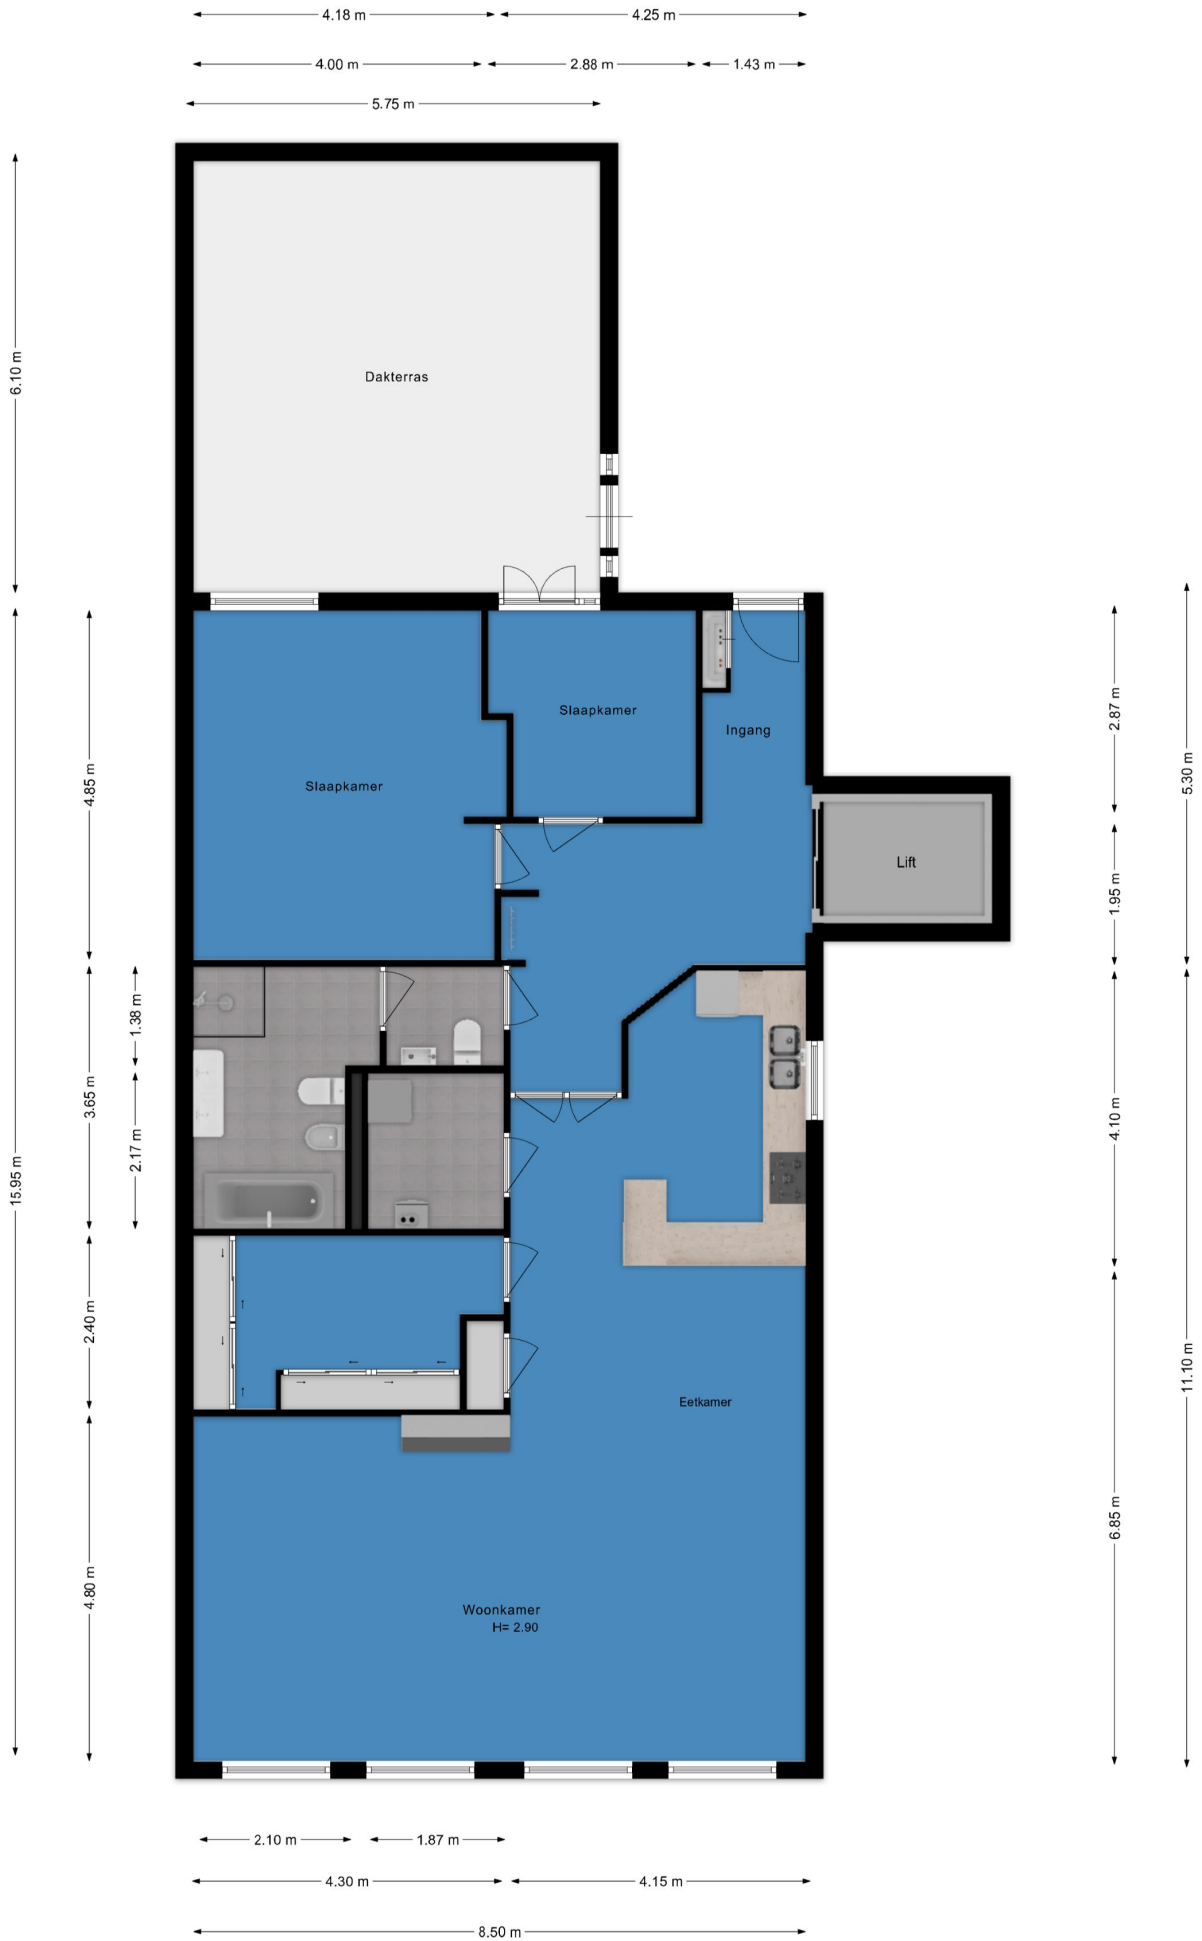 4.18 m
4.25 m
4.00 m
2.88 m
1.43 m
5.75 m
6.10 m
Dakterras
Slaapkamer
Ingang
2.87 m
5.30 m
4.85 m
Slaapkamer
Lift
1.95 m
1.38 m
3.65 m
2.17 m
4.10 m
15.95 m
2.40 m
11.10 m
Eetkamer
6.85 m
4.80 m
Woonkamer
H= 2.90
2.10 m
1.87 m
4.30 m
4.15 m
8.50 m